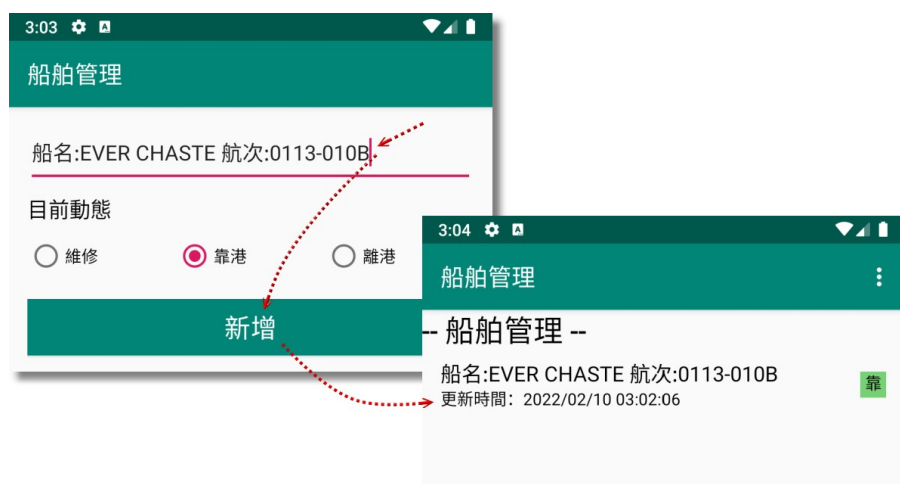 3:03
船舶管理
船名:EVER CHASTE 航次:0113-010B
目前動態
維修 靠港 離港
新增
3:04
船舶管理
-- 船舶管理 --
船名:EVER CHASTE 航次:0113-010B
靠
更新時間：2022/02/10 03:02:06